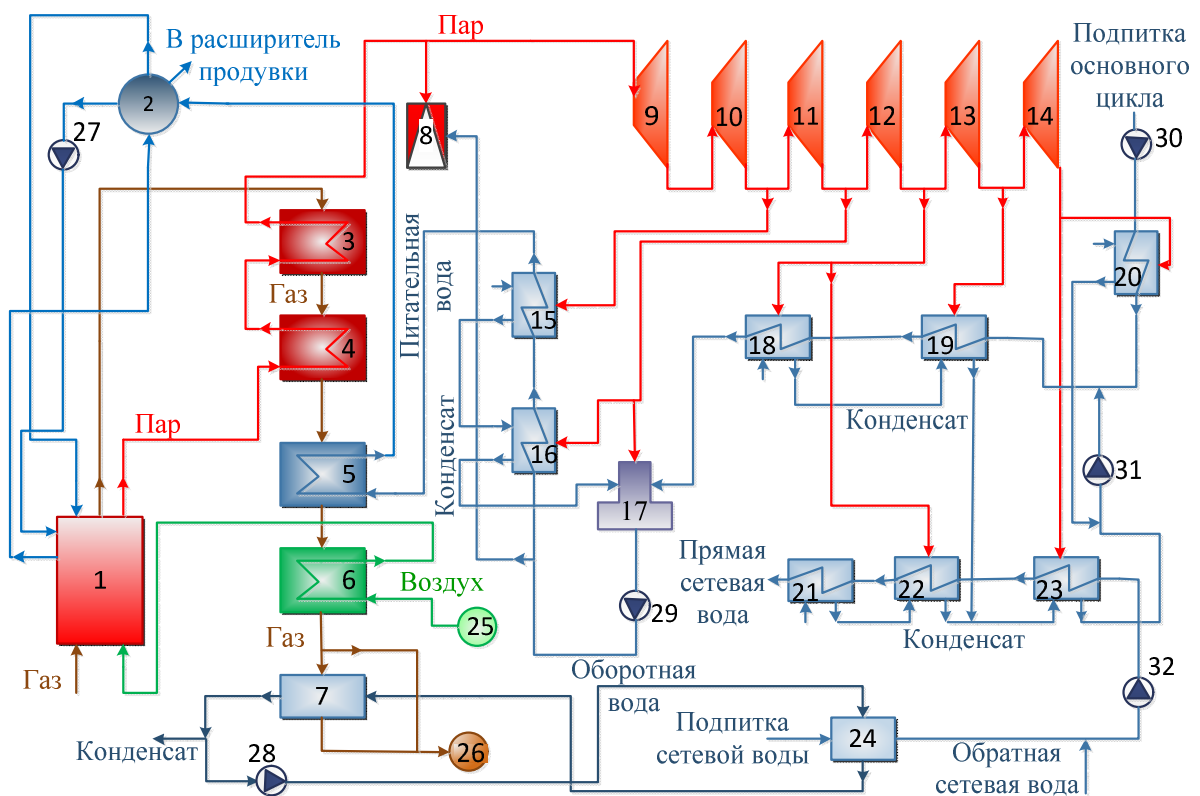 Пар
Подпитка
основного
цикла
В расширитель
продувки
2
27
8
9
10
11
12
13
14
30
3
Питательная
вода
20
Газ
15
4
18
19
Пар
Конденсат
Конденсат
16
5
31
17
1
6
Воздух
Прямая
сетевая
вода
21
22
23
29
25
Конденсат
Газ
Газ
Оборотная
вода
7
32
Подпитка
сетевой воды
24
Конденсат
28
26
Обратная
сетевая вода